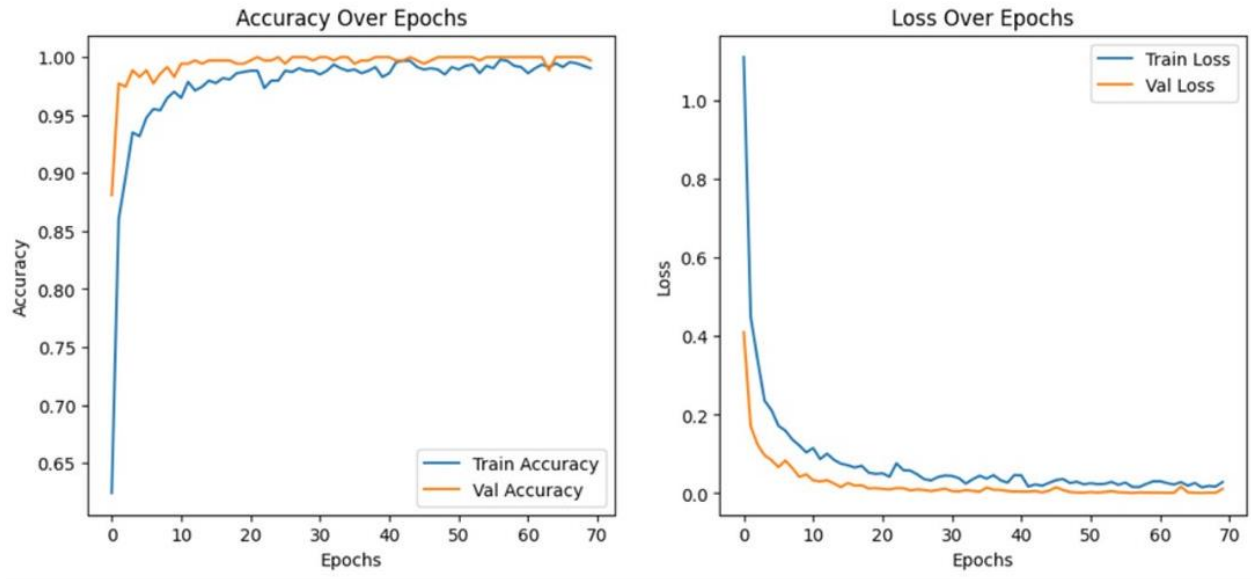 Accuracy Over Epochs
1.00
0.95
0.90
0.85
0.80
0.75
0.70
0.65
Accuracy
0 10 20 30 40 50 60 70
Epochs
Train Accuracy
Val Accuracy
Loss Over Epochs
1.0
0.8
0.6
0.4
0.2
0.0
Loss
0 10 20 30 40 50 60 70
Epochs
Train Loss
Val Loss